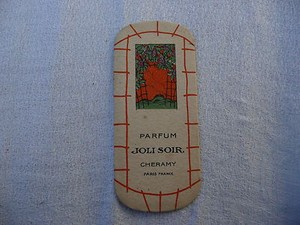 PARFUM
JOLI SOIR
CHERAMY
PARIS FRANCE